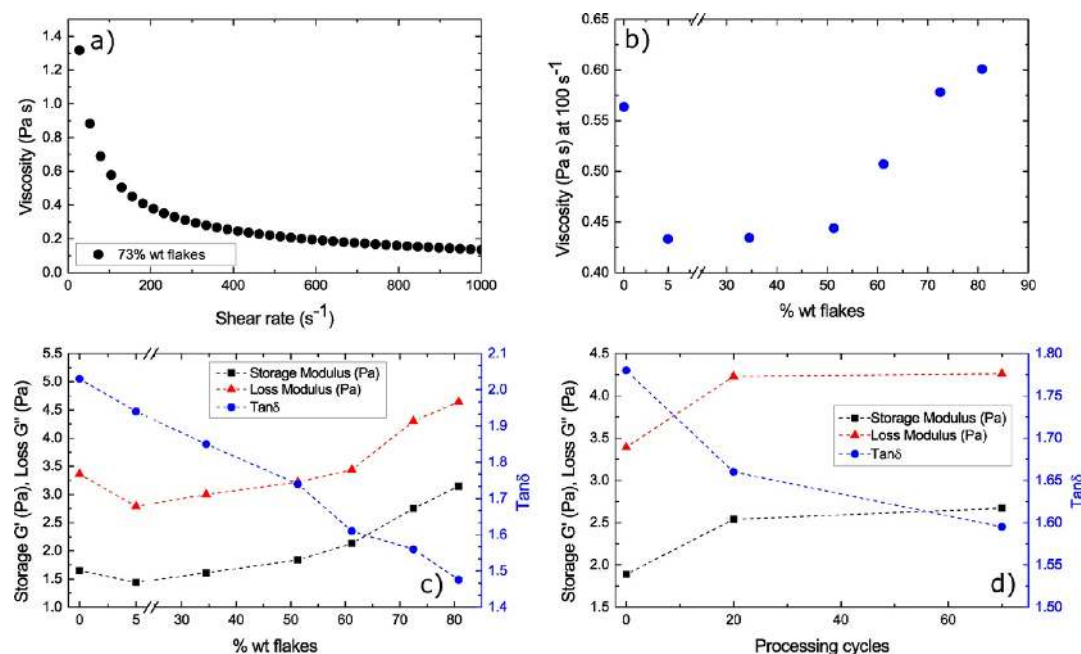 a)
1.4
1.2
1.0
0.8
0.6
0.4
0.2
0.0
Viscosity (Pa s)
73% wt flakes
0 200 400 600 800 1000
Shear rate (s⁻¹)
b)
0.65
0.60
0.55
0.50
0.45
0.40
Viscosity (Pa s) at 100 s⁻¹
0 5 30 40 50 60 70 80 90
% wt flakes
5.5
5.0
4.5
4.0
3.5
3.0
2.5
2.0
1.5
1.0
Storage G' (Pa), Loss G'' (Pa)
Storage Modulus (Pa)
Loss Modulus (Pa)
Tanδ
c)
2.1
2.0
1.9
1.8
1.7
1.6
1.5
1.4
Tanδ
0 5 30 40 50 60 70 80
% wt flakes
4.5
4.0
3.5
3.0
2.5
2.0
1.5
Storage G' (Pa), Loss G'' (Pa)
Storage Modulus (Pa)
Loss Modulus (Pa)
Tanδ
d)
1.80
1.75
1.70
1.65
1.60
1.55
1.50
Tanδ
0 20 40 60
Processing cycles